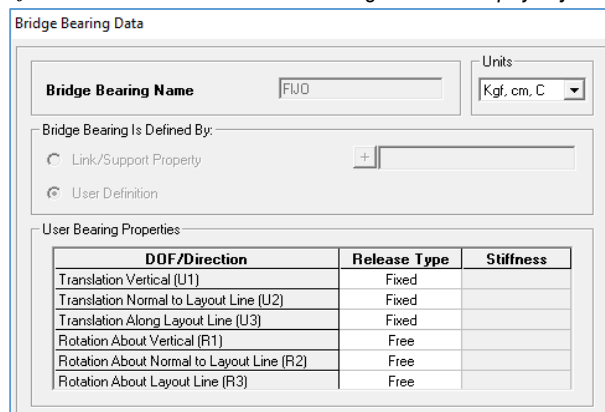 Bridge Bearing Data
Units
Bridge Bearing Name FIJO Kgf, cm, C
Bridge Bearing Is Defined By:
Link/Support Property +
User Definition
User Bearing Properties
DOF/Direction Release Type Stiffness
Translation Vertical (U1) Fixed
Translation Normal to Layout Line (U2) Fixed
Translation Along Layout Line (U3) Fixed
Rotation About Vertical (R1) Free
Rotation About Normal to Layout Line (R2) Free
Rotation About Layout Line (R3) Free